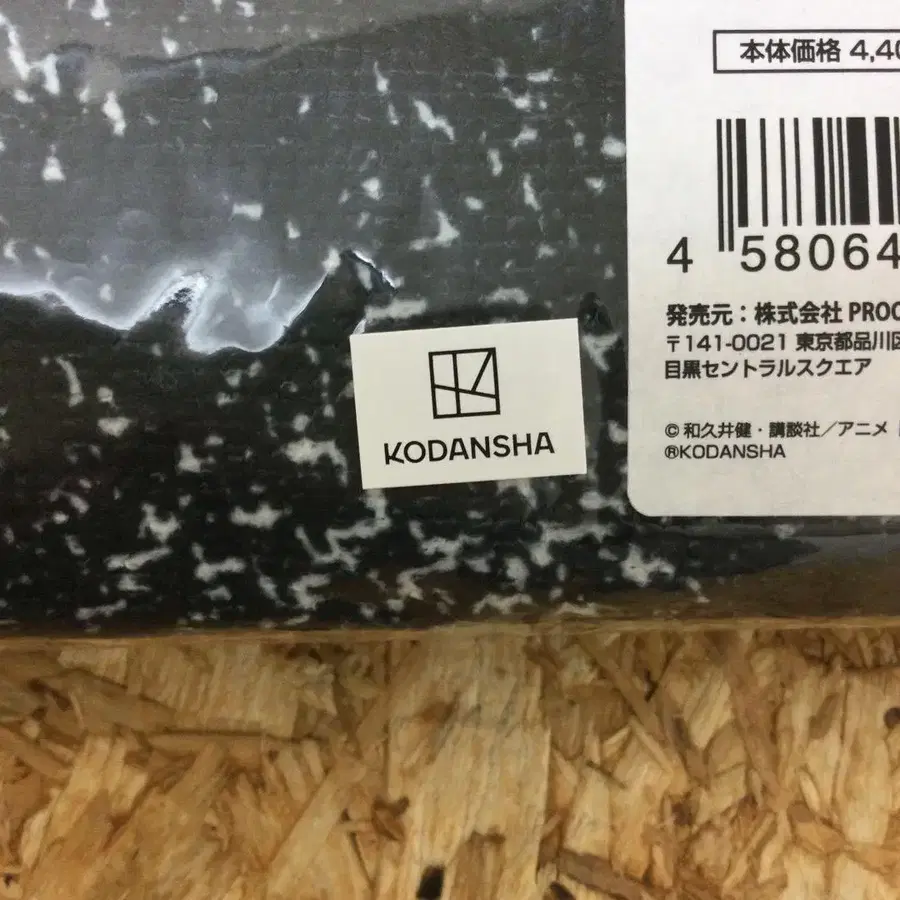 本体価格 4,40
4 58064
発売元：株式会社 PROO
〒141-0021 東京都品川区
目黒セントラルスクエア
©和久井健・講談社／アニメ
®KODANSHA
KODANSHA